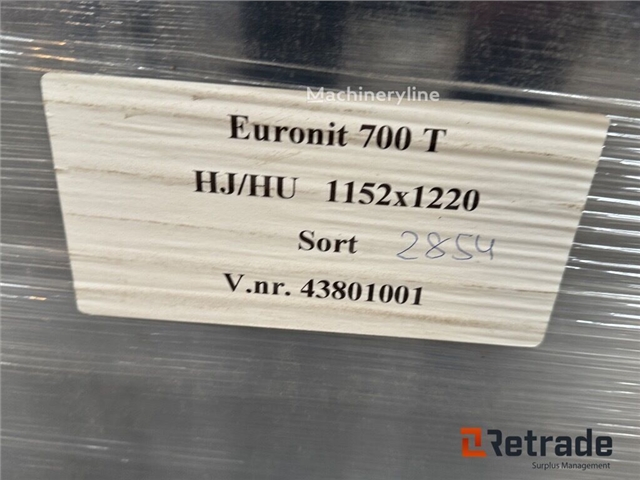 Machineryline
Euronit 700 T
HJ/HU 1152x1220
Sort 2854
V.nr. 43801001
Retrade
Surplus Management